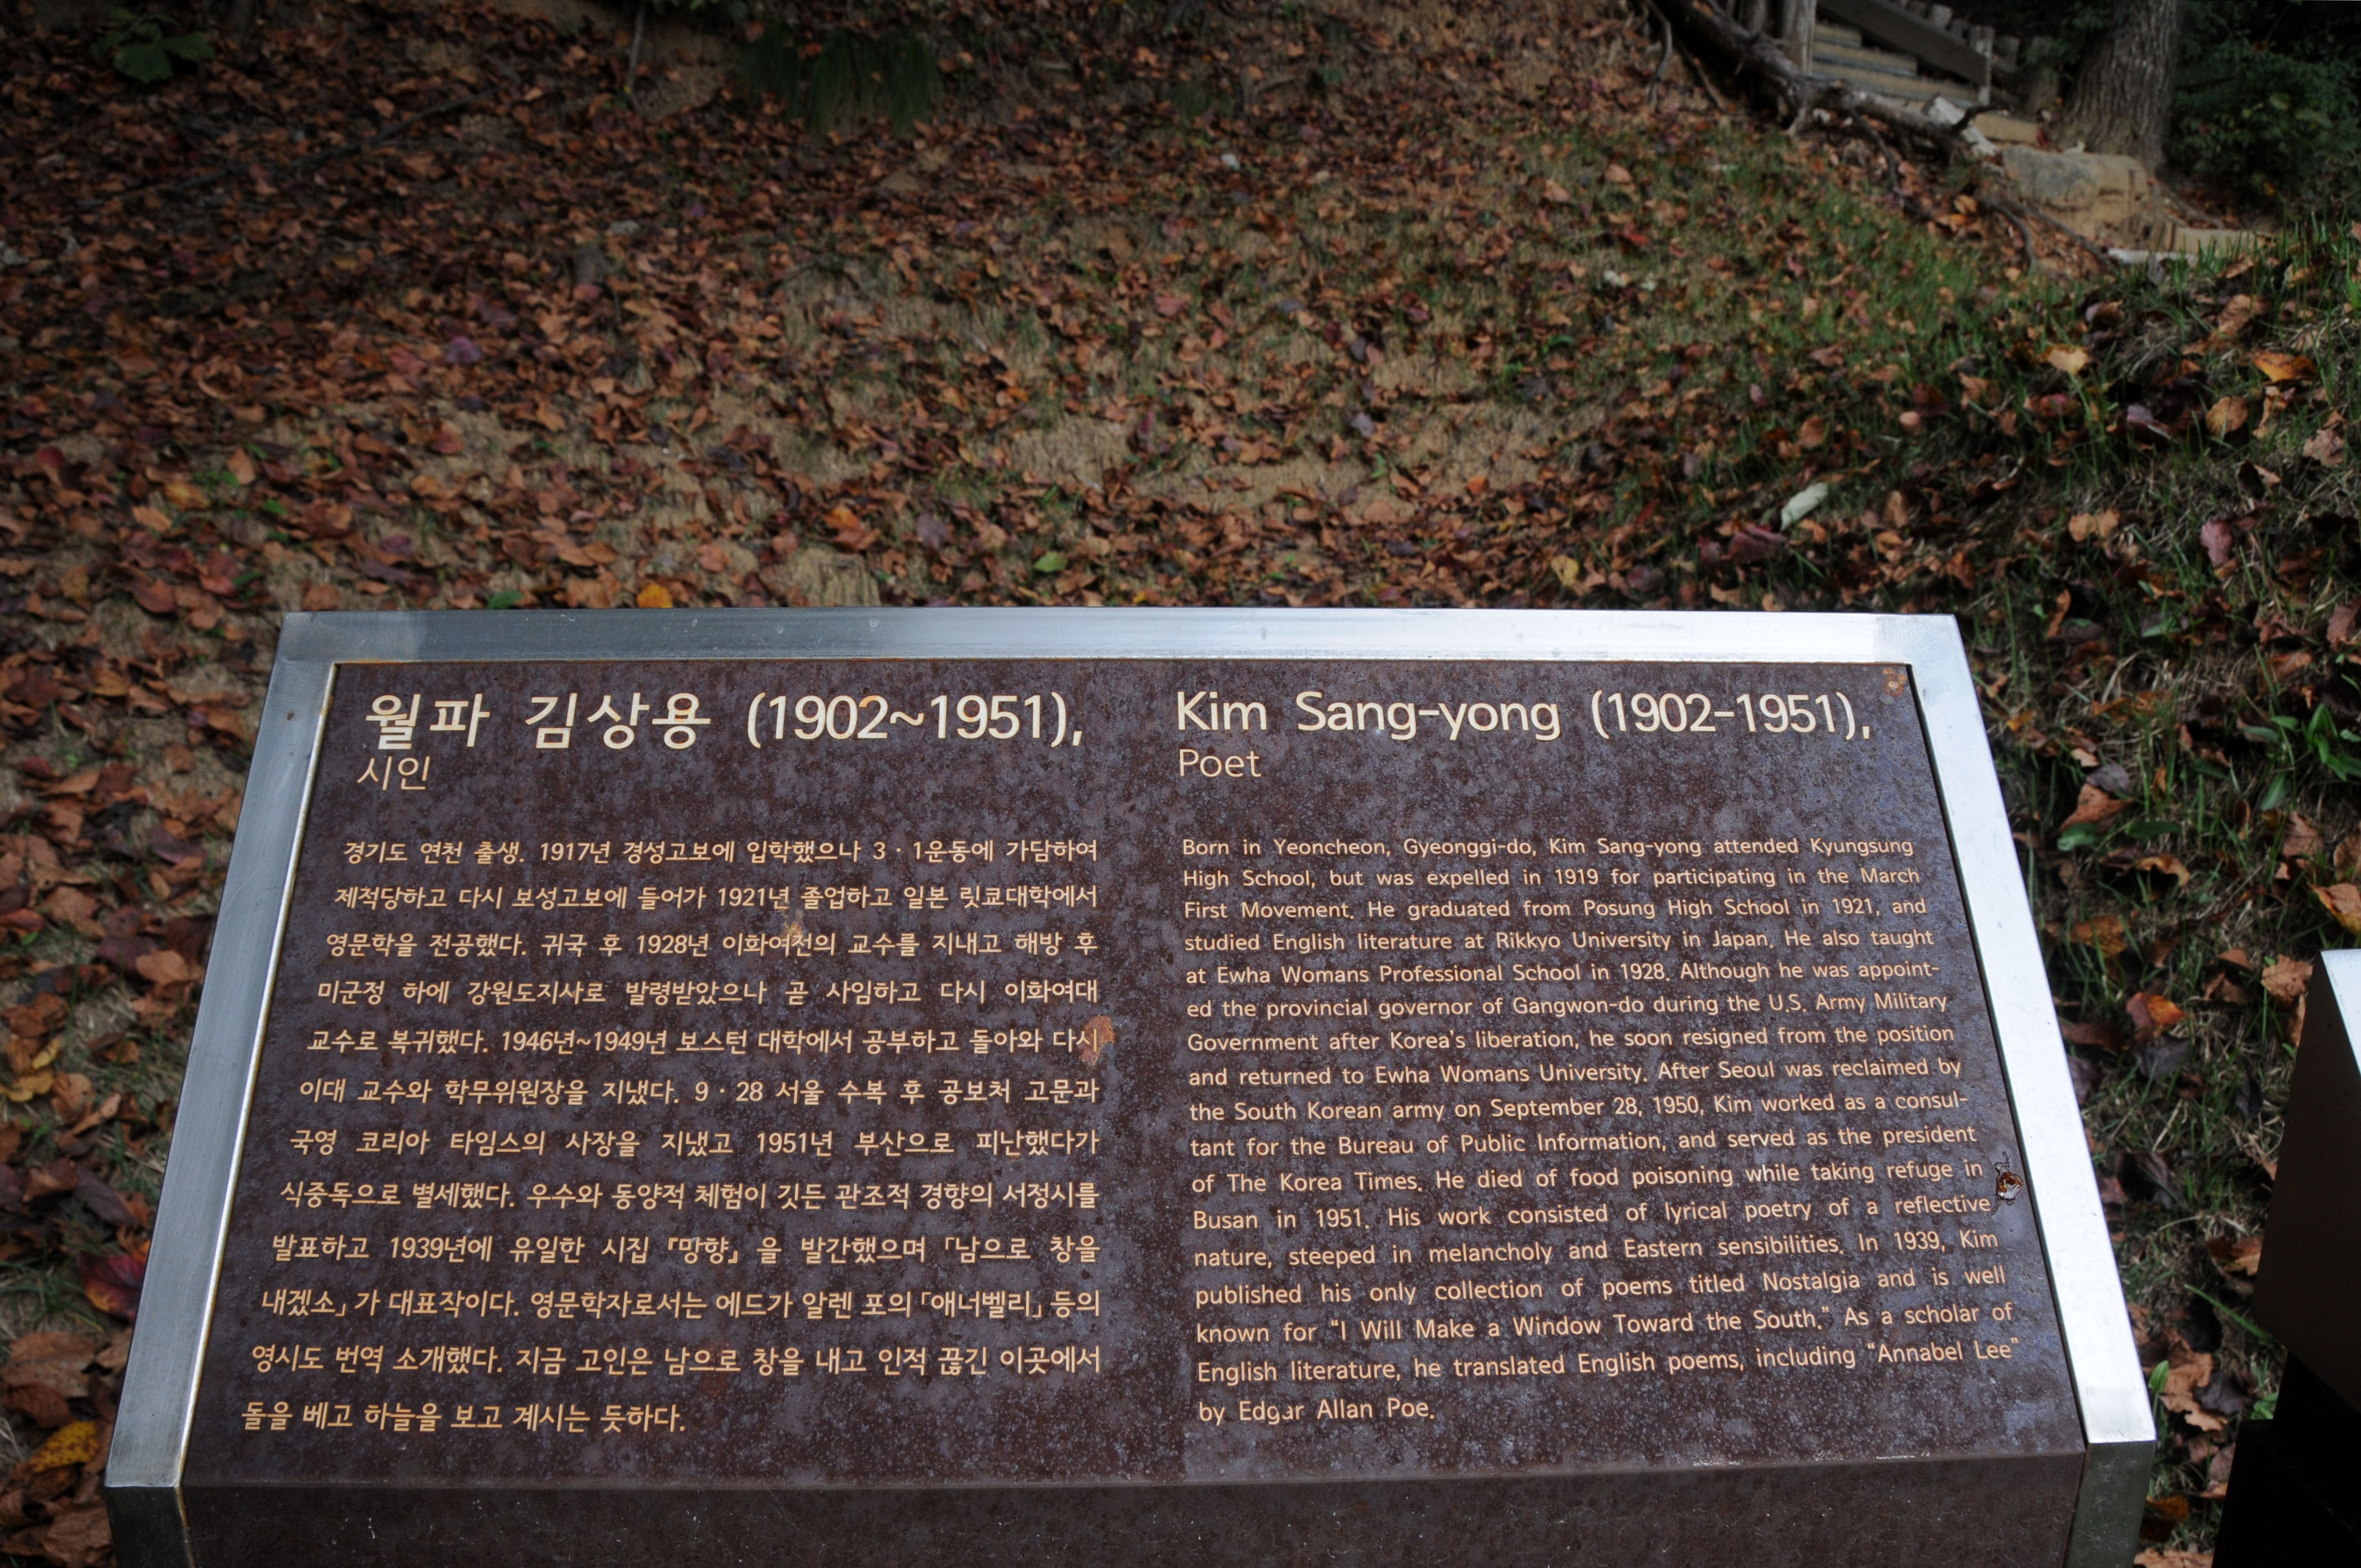 월파 김상용 (1902~1951),
시인
경기도 연천 출생. 1917년 경성고보에 입학했으나 3·1운동에 가담하여
제적당하고 다시 보성고보에 들어가 1921년 졸업하고 일본 릿쿄대학에서
영문학을 전공했다. 귀국 후 1928년 이화여전의 교수를 지내고 해방 후
미군정 하에 강원도지사로 발령받았으나 곧 사임하고 다시 이화여대
교수로 복귀했다. 1946년~1949년 보스턴 대학에서 공부하고 돌아와 다시
이대 교수와 학무위원장을 지냈다. 9·28 서울 수복 후 공보처 고문과
국영 코리아 타임스의 사장을 지냈고 1951년 부산으로 피난했다가
식중독으로 별세했다. 우수와 동양적 체험이 깃든 관조적 경향의 서정시를
발표하고 1939년에 유일한 시집 『망향』을 발간했으며 「남으로 창을
내겠소」가 대표작이다. 영문학자로서는 에드가 알렌 포의 「애너벨리」 등의
영시도 번역 소개했다. 지금 고인은 남으로 창을 내고 인적 끊긴 이곳에서
돌을 베고 하늘을 보고 계시는 듯하다.
Kim Sang-yong (1902-1951),
Poet
Born in Yeoncheon, Gyeonggi-do, Kim Sang-yong attended Kyungsung
High School, but was expelled in 1919 for participating in the March
First Movement. He graduated from Posung High School in 1921, and
studied English literature at Rikkyo University in Japan. He also taught
at Ewha Womans Professional School in 1928. Although he was appoint-
ed the provincial governor of Gangwon-do during the U.S. Army Military
Government after Korea's liberation, he soon resigned from the position
and returned to Ewha Womans University. After Seoul was reclaimed by
the South Korean army on September 28, 1950, Kim worked as a consul-
tant for the Bureau of Public Information, and served as the president
of The Korea Times. He died of food poisoning while taking refuge in
Busan in 1951. His work consisted of lyrical poetry of a reflective
nature, steeped in melancholy and Eastern sensibilities. In 1939, Kim
published his only collection of poems titled Nostalgia and is well
known for “I Will Make a Window Toward the South.” As a scholar of
English literature, he translated English poems, including “Annabel Lee”
by Edgar Allan Poe.